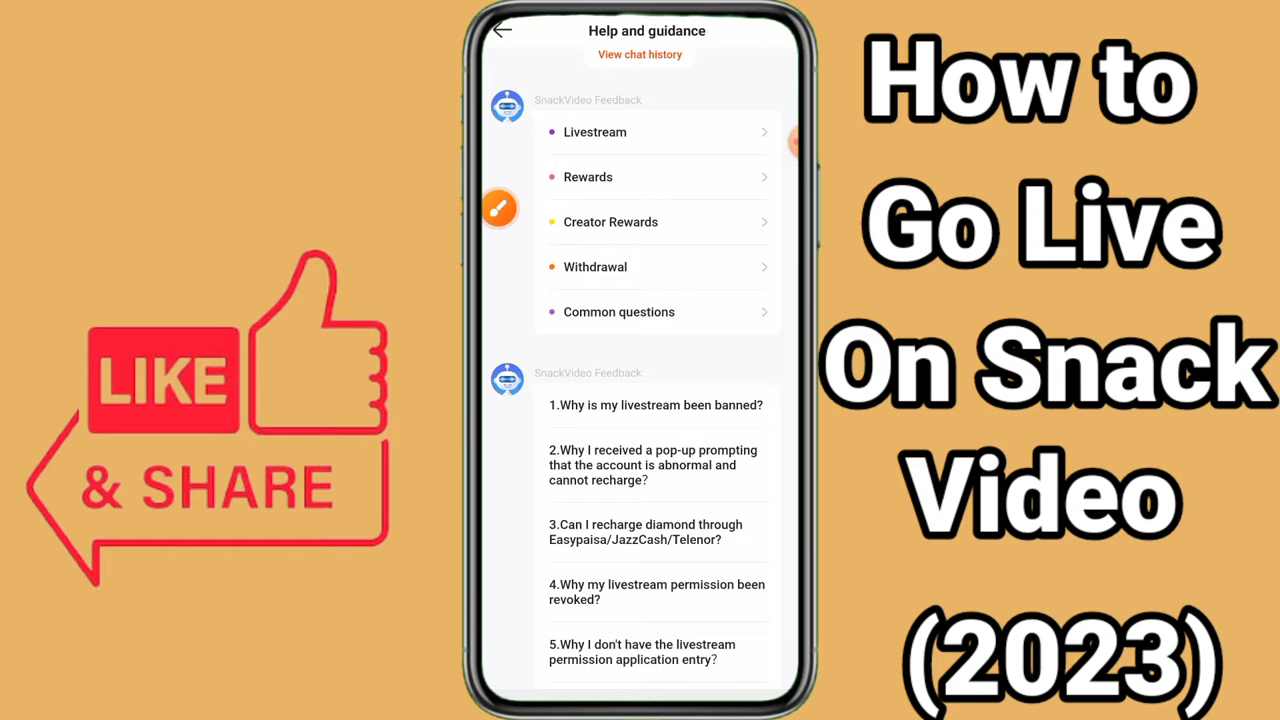 LIKE
& SHARE
Help and guidance
View chat history
SnackVideo Feedback
Livestream
Rewards
Creator Rewards
Withdrawal
Common questions
SnackVideo Feedback
1.Why is my livestream been banned?
2.Why I received a pop-up prompting
that the account is abnormal and
cannot recharge?
3.Can I recharge diamond through
Easypaisa/JazzCash/Telenor?
4.Why my livestream permission been
revoked?
5.Why I don't have the livestream
permission application entry?
How to
Go Live
On Snack
Video
(2023)